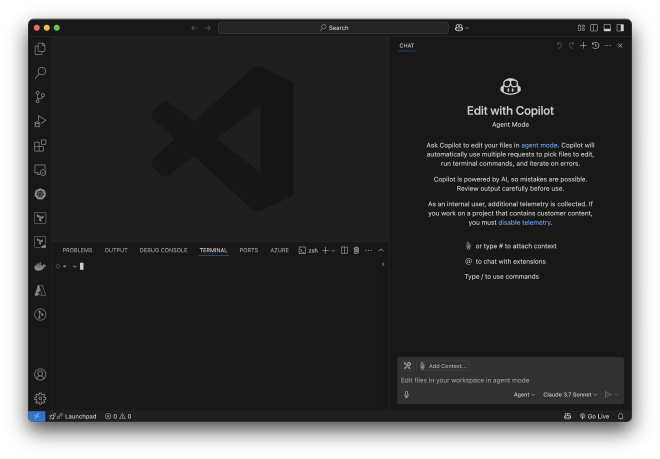 Search
CHAT
Edit with Copilot
Agent Mode
Ask Copilot to edit your files in agent mode. Copilot will
automatically use multiple requests to pick files to edit,
run terminal commands, and iterate on errors.
Copilot is powered by AI, so mistakes are possible.
Review output carefully before use.
As an internal user, additional telemetry is collected. If
you work on a project that contains customer content,
you must disable telemetry.
or type # to attach context
@ to chat with extensions
Type / to use commands
PROBLEMS OUTPUT DEBUG CONSOLE TERMINAL PORTS AZURE zsh
~
Add Context...
Edit files in your workspace in agent mode
Agent Claude 3.7 Sonnet
Launchpad 0 0 Go Live